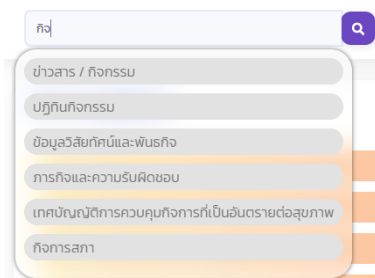 กิจ
ข่าวสาร / กิจกรรม
ปฏิทินกิจกรรม
ข้อมูลวิสัยทัศน์และพันธกิจ
ภารกิจและความรับผิดชอบ
เทศบัญญัติการควบคุมกิจการที่เป็นอันตรายต่อสุขภาพ
กิจการสภา